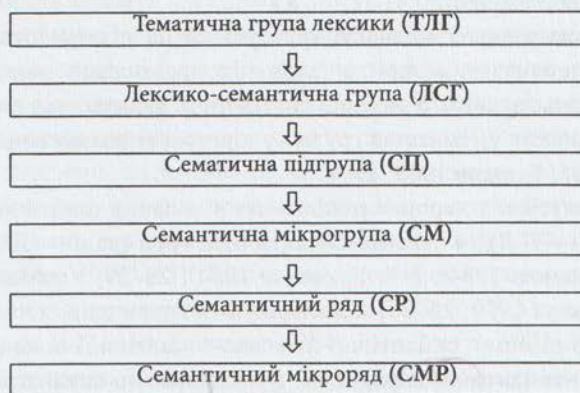 Тематична група лексики (ТЛГ)
Лексико-семантична група (ЛСГ)
Сематична підгрупа (СП)
Семантична мікрогрупа (СМ)
Семантичний ряд (СР)
Семантичний мікроряд (СМР)